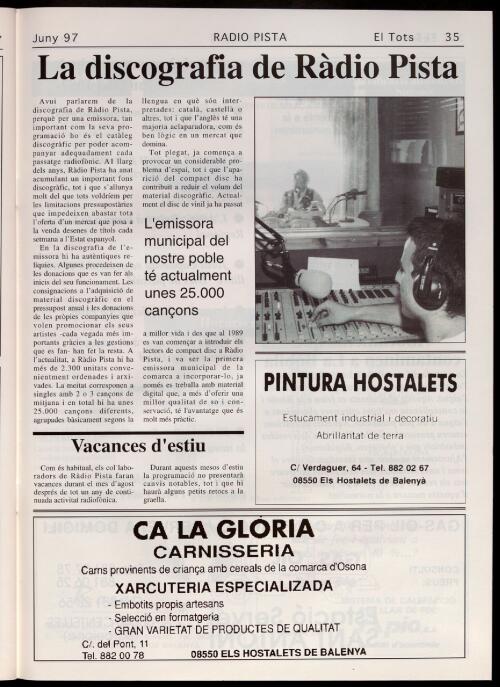 Juny 97
RADIO PISTA
El Tots
35
La discografia de Ràdio Pista
Avui parlarem de la
discografia de Ràdio Pista,
perquè per una emissora, tan
important com la seva pro-
gramació ho és el catàleg
discogràfic per poder acom-
panyar adequadament cada
passatge radiofònic. Al llarg
dels anys, Ràdio Pista ha anat
acumulant un important fons
discogràfic, tot i que s'allunya
molt del que tots voldríem per
les limitacions pressupostàries
que impedeixen abastar tota
l'oferta d'un mercat que posa a
la venda desenes de títols cada
setmana a l'Estat espanyol.
En la discografia de l'e-
missora hi ha autèntiques re-
líquies. Algunes procedeixen de
les donacions que es van fer als
inicis del seu funcionament. Les
consignacions a l'adquisició de
material discogràfic en el
pressupost anual i les donacions
de les pròpies companyies que
volen promocionar els seus
artistes -cada vegada més im-
portants gràcies a les gestions
que es fan- han fet la resta. A
l'actualitat, a Ràdio Pista hi ha
més de 2.300 unitats conve-
nientment ordenades i arxi-
vades. La meitat corresponen a
singles amb 2 o 3 cançons de
mitjana i en total hi ha unes
25.000 cançons diferents,
agrupades bàsicament segons la
llengua en què són inter-
pretades: català, castellà o
altres, tot i que l'anglès té una
majoria aclaparadora, com és
ben lògic en un mercat que
domina.
Tot plegat, ja comença a
provocar un considerable pro-
blema d'espai, tot i que l'apa-
rició del compact disc ha
contribuït a reduir el volum del
material discogràfic. Actual-
ment el disc de vinil ja ha passat
L'emissora
municipal del
nostre poble
té actualment
unes 25.000
cançons
a millor vida i des que al 1989
es van començar a introduir els
lectors de compact disc a Ràdio
Pista, i va ser la primera
emissora municipal de la
comarca a incorporar-lo, ja
només es treballa amb material
digital que, a més d'oferir una
millor qualitat de so i con-
servació, té l'avantatge que és
molt més pràctic.
Vacances d'estiu
Com és habitual, els col·labo-
radors de Ràdio Pista faran
vacances durant el mes d'agost
després de tot un any de conti-
nuada activitat radiofònica.
Durant aquests mesos d'estiu
la programació no presentarà
canvis notables, tot i que hi
haurà alguns petits retocs a la
graella.
PINTURA HOSTALETS
Estucament industrial i decoratiu
Abrillantat de terra
C/ Verdaguer, 64 - Tel. 882 02 67
08550 Els Hostalets de Balenyà
CA LA GLÒRIA
CARNISSERIA
Carns provinents de criança amb cereals de la comarca d'Osona
XARCUTERIA ESPECIALITZADA
- Embotits propis artesans
- Selecció en formatgeria
- GRAN VARIETAT DE PRODUCTES DE QUALITAT
C/. del Pont, 11
Tel. 882 00 78
08550 ELS HOSTALETS DE BALENYA